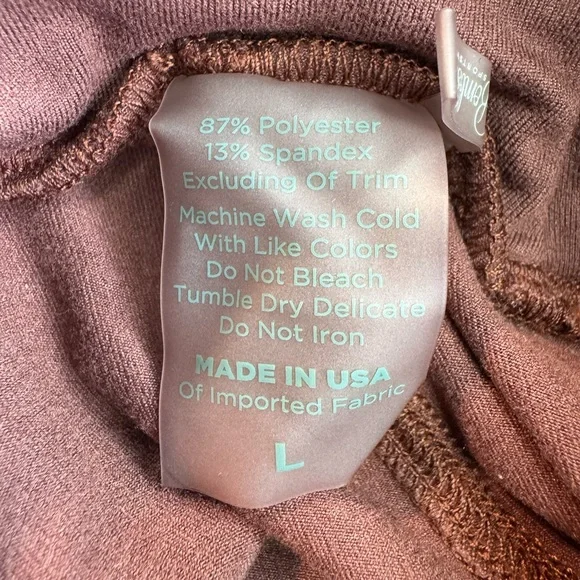 87% Polyester
13% Spandex
Excluding Of Trim
Machine Wash Cold
With Like Colors
Do Not Bleach
Tumble Dry Delicate
Do Not Iron
MADE IN USA
Of Imported Fabric
L